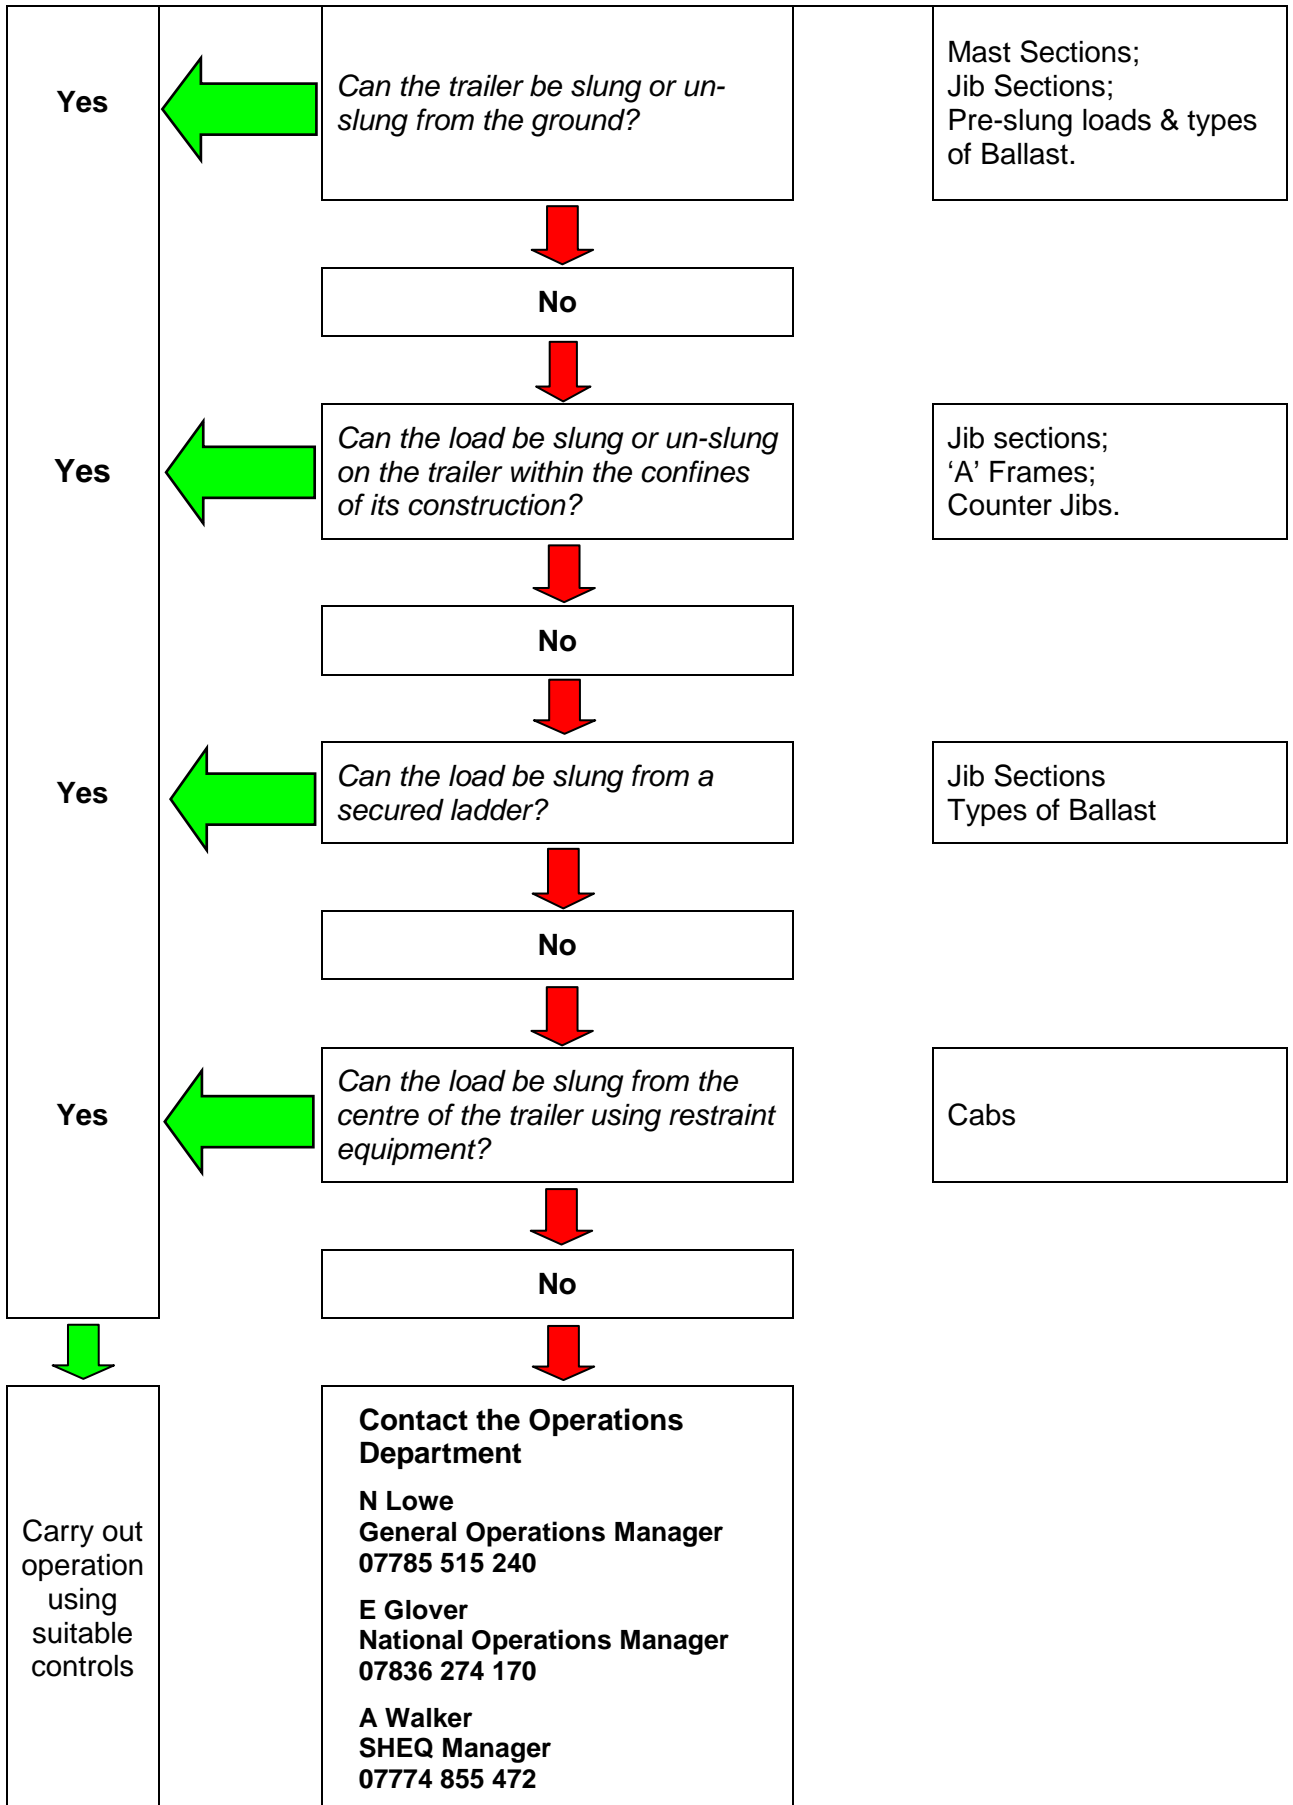 Yes
Can the trailer be slung or un-
slung from the ground?
Mast Sections;
Jib Sections;
Pre-slung loads & types
of Ballast.
No
Yes
Can the load be slung or un-slung
on the trailer within the confines
of its construction?
Jib sections;
‘A’ Frames;
Counter Jibs.
No
Yes
Can the load be slung from a
secured ladder?
Jib Sections
Types of Ballast
No
Yes
Can the load be slung from the
centre of the trailer using restraint
equipment?
Cabs
No
Carry out
operation
using
suitable
controls
Contact the Operations
Department
N Lowe
General Operations Manager
07785 515 240
E Glover
National Operations Manager
07836 274 170
A Walker
SHEQ Manager
07774 855 472